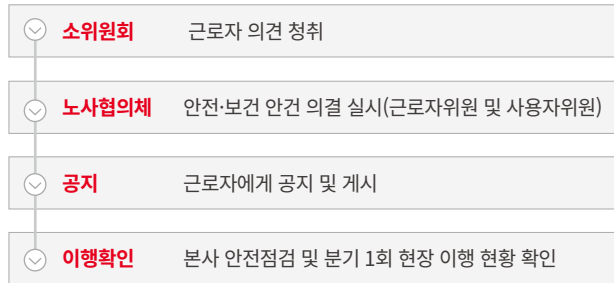 소위원회 근로자 의견 청취
노사협의체 안전·보건 안건 의결 실시(근로자위원 및 사용자위원)
공지 근로자에게 공지 및 게시
이행확인 본사 안전점검 및 분기 1회 현장 이행 현황 확인